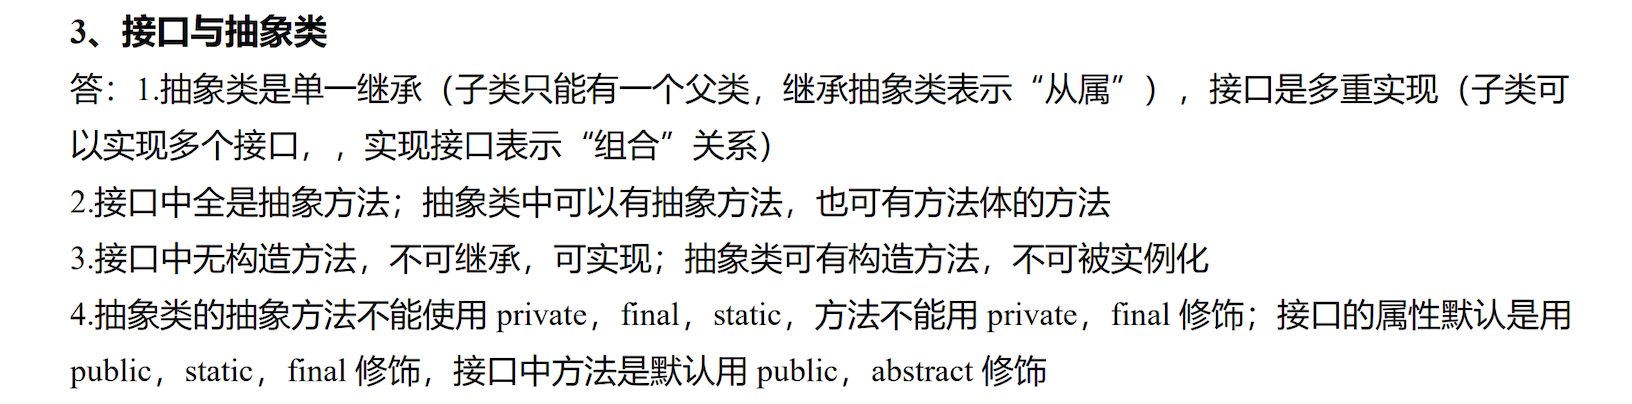 3、接口与抽象类
答：1.抽象类是单一继承（子类只能有一个父类，继承抽象类表示“从属”），接口是多重实现（子类可
以实现多个接口，，实现接口表示“组合”关系）
2.接口中全是抽象方法；抽象类中可以有抽象方法，也可有方法体的方法
3.接口中无构造方法，不可继承，可实现；抽象类可有构造方法，不可被实例化
4.抽象类的抽象方法不能使用 private，final，static，方法不能用 private，final 修饰；接口的属性默认是用
public，static，final 修饰，接口中方法是默认用 public，abstract 修饰